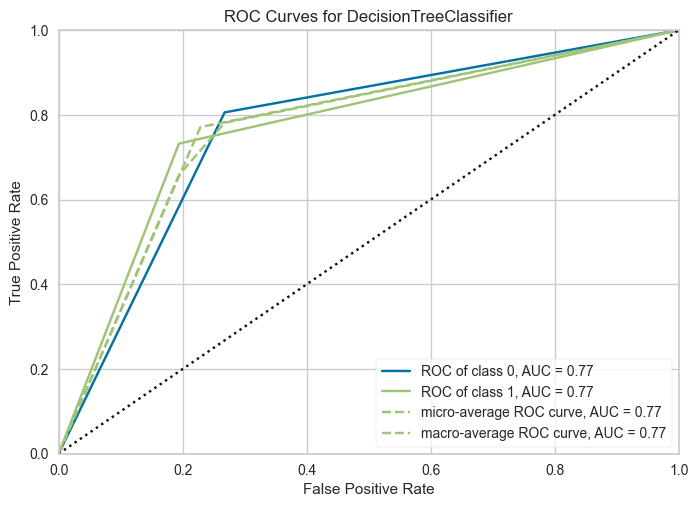 ROC Curves for DecisionTreeClassifier
1.0
0.8
0.6
0.4
0.2
0.0
True Positive Rate
ROC of class 0, AUC = 0.77
ROC of class 1, AUC = 0.77
micro-average ROC curve, AUC = 0.77
macro-average ROC curve, AUC = 0.77
0.0 0.2 0.4 0.6 0.8 1.0
False Positive Rate